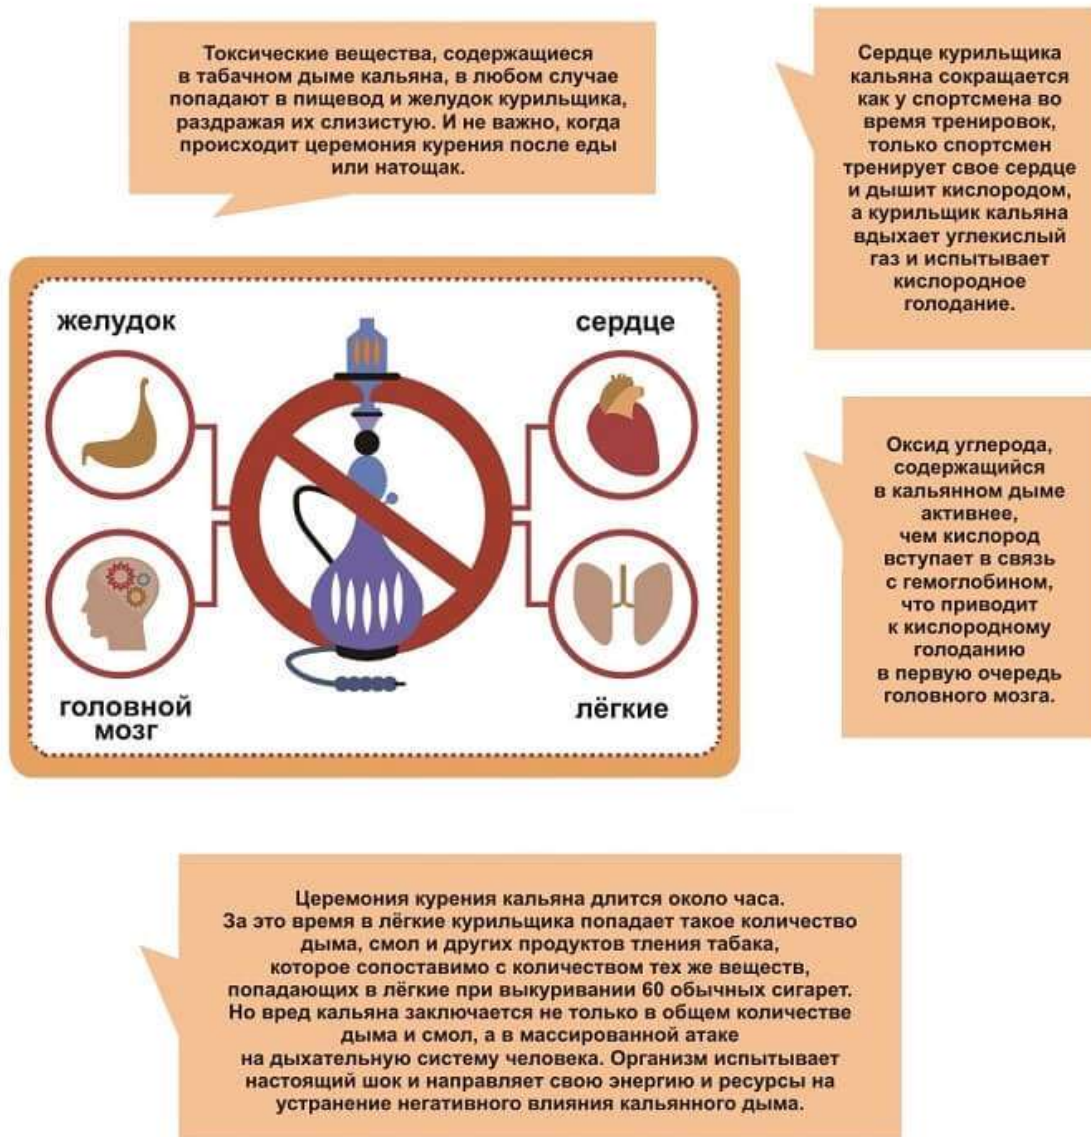 Токсические вещества, содержащиеся
в табачном дыме кальяна, в любом случае
попадают в пищевод и желудок курильщика,
раздражая их слизистую. И не важно, когда
происходит церемония курения после еды
или натощак.
Сердце курильщика
кальяна сокращается
как у спортсмена во
время тренировок,
только спортсмен
тренирует свое сердце
и дышит кислородом,
а курильщик кальяна
вдыхает углекислый
газ и испытывает
кислородное
голодание.
желудок
сердце
головной
мозг
лёгкие
Оксид углерода,
содержащийся
в кальянном дыме
активнее,
чем кислород
вступает в связь
с гемоглобином,
что приводит
к кислородному
голоданию
в первую очередь
головного мозга.
Церемония курения кальяна длится около часа.
За это время в лёгкие курильщика попадает такое количество
дыма, смол и других продуктов тления табака,
которое сопоставимо с количеством тех же веществ,
попадающих в лёгкие при выкуривании 60 обычных сигарет.
Но вред кальяна заключается не только в общем количестве
дыма и смол, а в массированной атаке
на дыхательную систему человека. Организм испытывает
настоящий шок и направляет свою энергию и ресурсы на
устранение негативного влияния кальянного дыма.